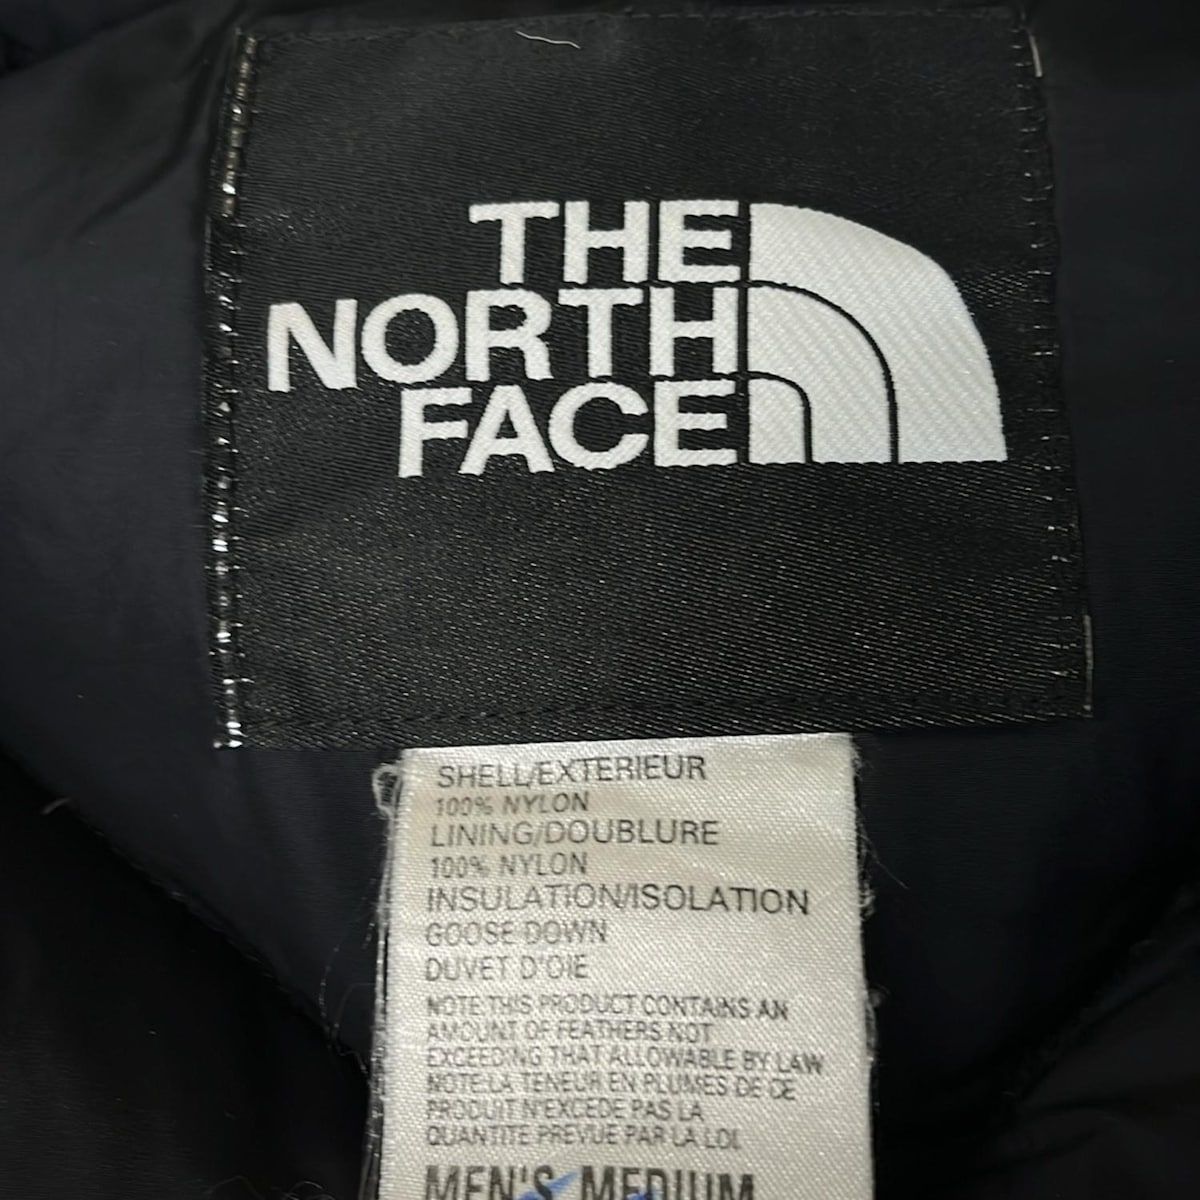 THE
NORTH
FACE
SHELL/EXTERIEUR
100% NYLON
LINING/DOUBLURE
100% NYLON
INSULATION/ISOLATION
GOOSE DOWN
DUVET D'OIE
NOTE THIS PRODUCT CONTAINS AN
AMOUNT OF FEATHERS NOT
EXCEEDING THAT ALLOWABLE BY LAW
NOTE LA TENEUR EN PLUMES DE CE
PRODUIT N'EXCEDE PAS LA
QUANTITE PREVUE PAR LA LOI
MEN'S MEDIUM